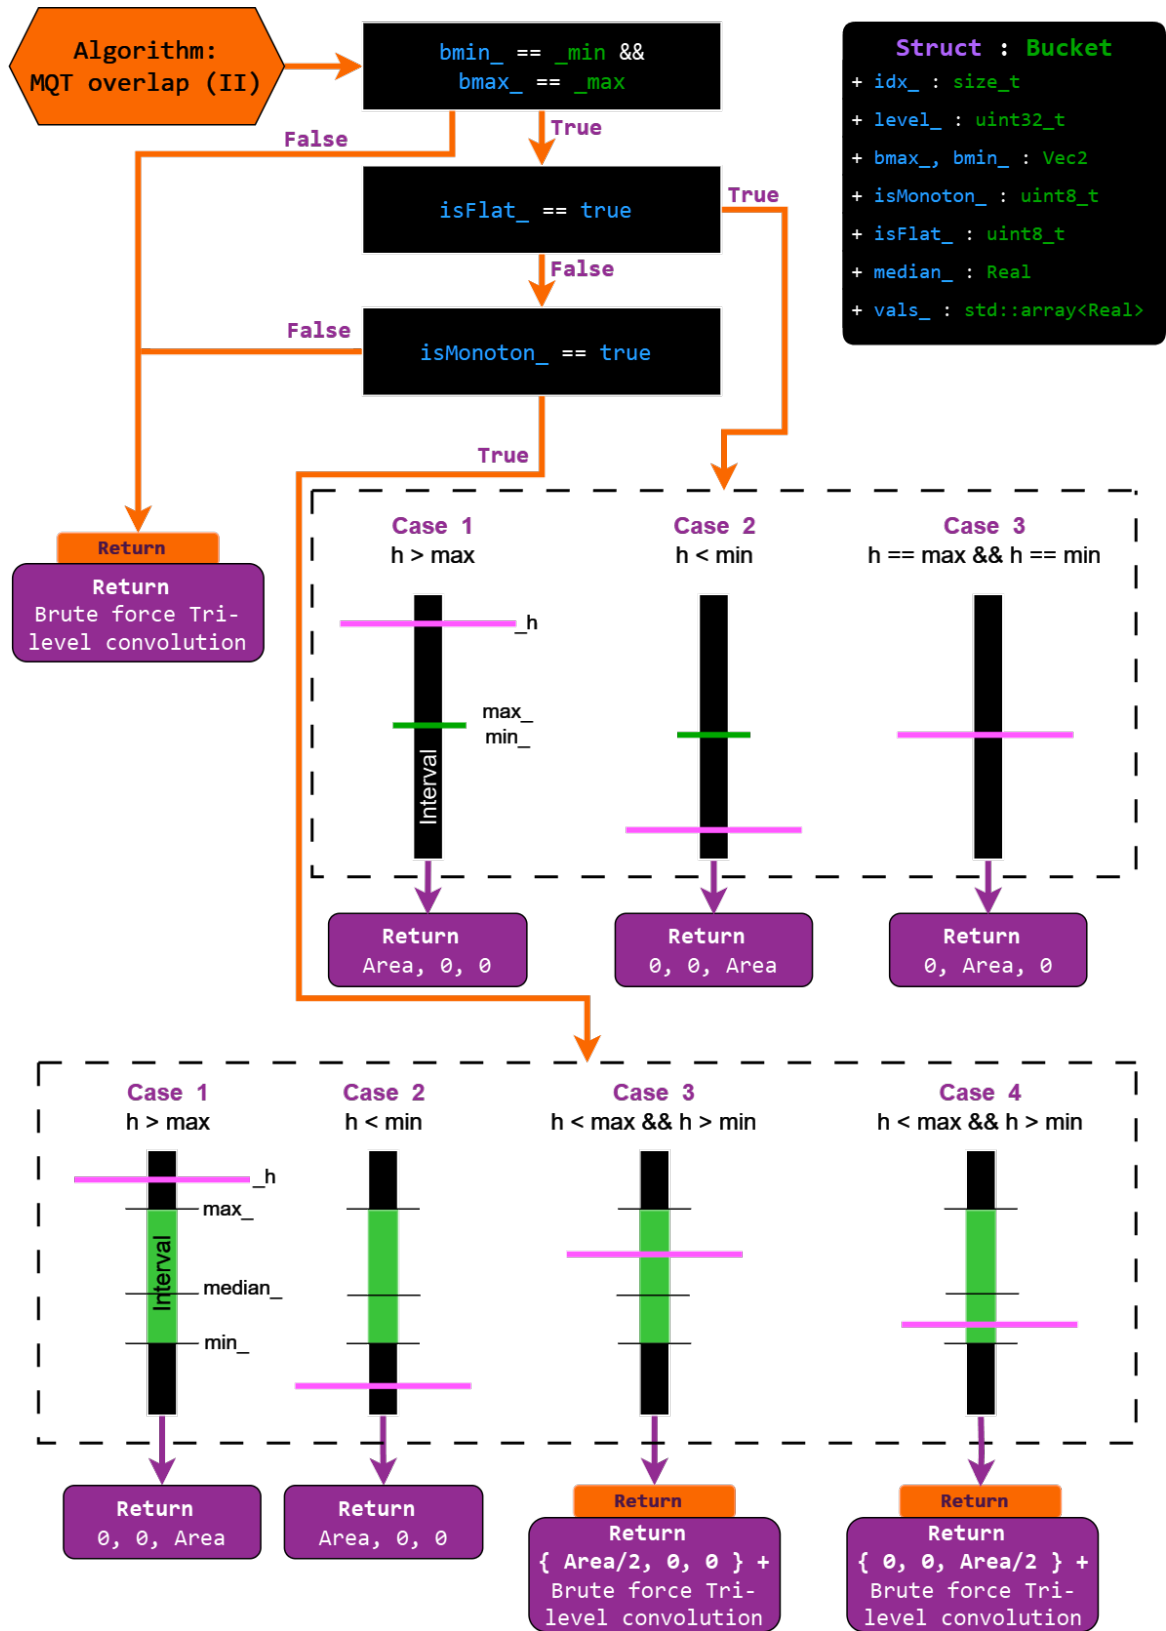 Algorithm:
MQT overlap (II)
bmin_ == _min &&
bmax_ == _max
Struct : Bucket
+ idx_ : size_t
+ level_ : uint32_t
+ bmax_, bmin_ : Vec2
+ isMonoton_ : uint8_t
+ isFlat_ : uint8_t
+ median_ : Real
+ vals_ : std::array<Real>
False
True
isFlat_ == true
True
False
False
isMonoton_ == true
True
Return
Return
Brute force Tri-
level convolution
Case 1
h > max
_h
max_
min_
Interval
Case 2
h < min
Case 3
h == max && h == min
Return
Area, 0, 0
Return
0, 0, Area
Return
0, Area, 0
Case 1
h > max
_h
max_
Interval
median_
min_
Case 2
h < min
Case 3
h < max && h > min
Case 4
h < max && h > min
Return
0, 0, Area
Return
Area, 0, 0
Return
Return
{ Area/2, 0, 0 } +
Brute force Tri-
level convolution
Return
Return
{ 0, 0, Area/2 } +
Brute force Tri-
level convolution